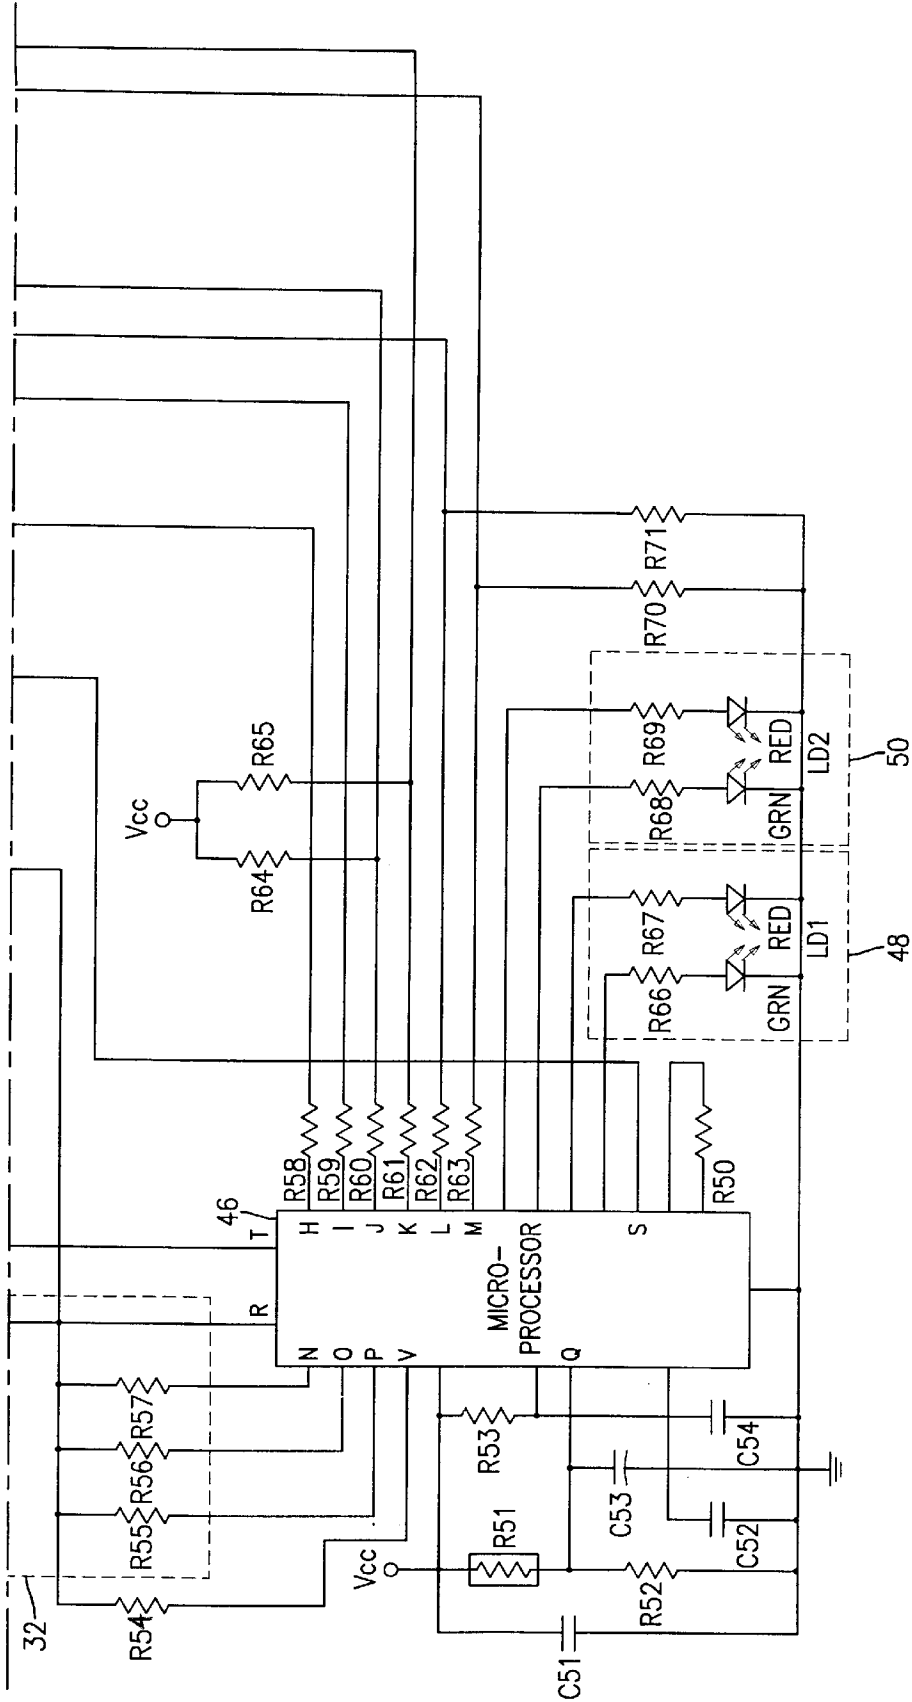 32
R54
R55
R56
R57
N
O
P
V
R
T
46
H
I
J
K
L
M
R58
R59
R60
R61
R62
R63
Vcc
R64
R65
MICRO-
PROCESSOR
Q
S
Vcc
R51
R53
R52
C51
C52
C53
C54
R50
R66
R67
GRN
RED
LD1
48
R68
R69
GRN
RED
LD2
50
R70
R71